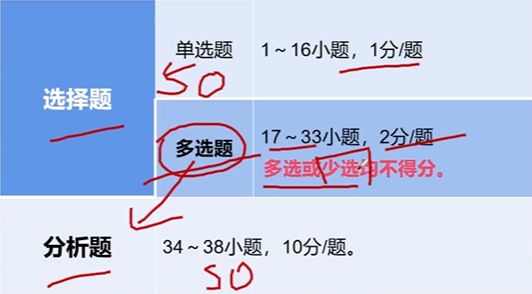 单选题
1～16小题，1分/题
50
选择题
多选题
17～33小题，2分/题
多选或少选均不得分。
分析题
34～38小题，10分/题。
50